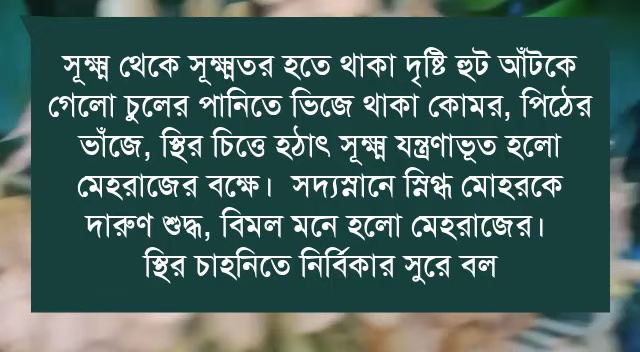 সূক্ষ্ম থেকে সূক্ষ্মতর হতে থাকা দৃষ্টি হুট আঁটকে
গেলো চুলের পানিতে ভিজে থাকা কোমর, পিঠের
ভাঁজে, স্থির চিত্তে হঠাৎ সূক্ষ্ম যন্ত্রণাভূত হলো
মেহরাজের বক্ষে। সদ্যস্নানে স্নিগ্ধ মোহরকে
দারুণ শুদ্ধ, বিমল মনে হলো মেহরাজের।
স্থির চাহনিতে নির্বিকার সুরে বল